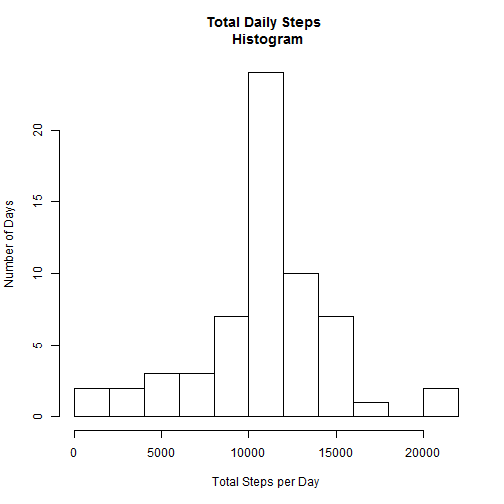 Total Daily Steps
Histogram
Number of Days
0
5
10
15
20
0
5000
10000
15000
20000
Total Steps per Day